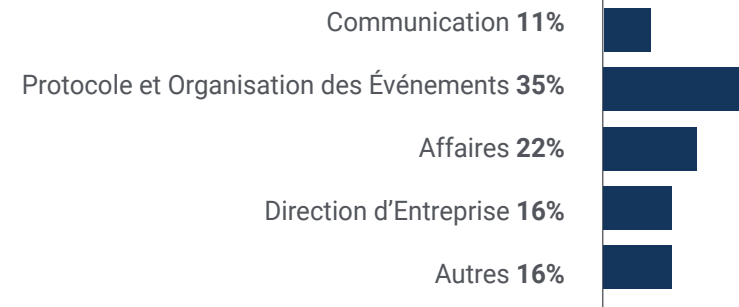 Communication 11%
Protocole et Organisation des Événements 35%
Affaires 22%
Direction d’Entreprise 16%
Autres 16%